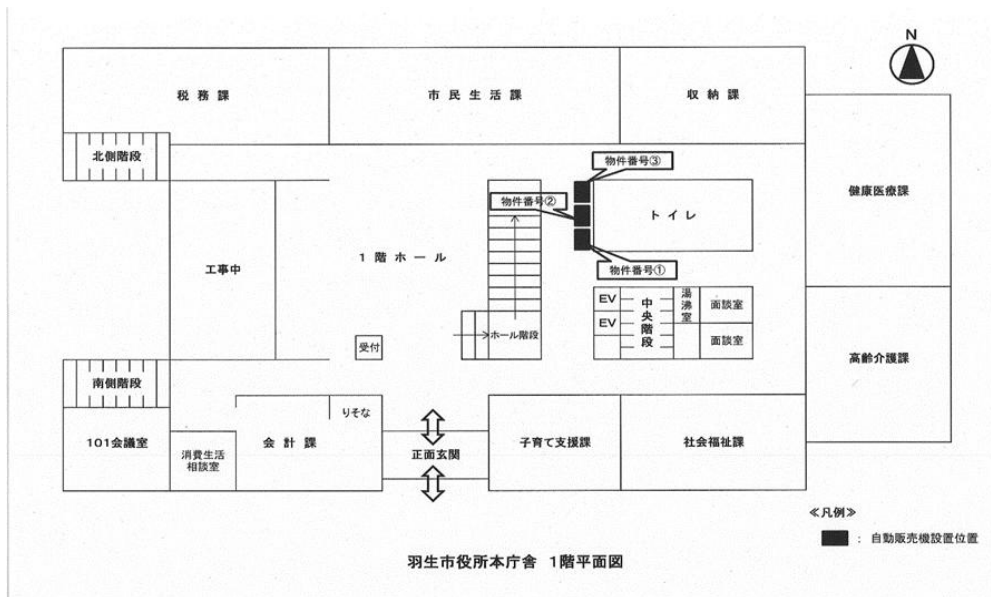 N
税務課
市民生活課
収納課
北側階段
物件番号③
物件番号②
トイレ
健康医療課
1階ホール
工事中
物件番号①
EV
EV
中央階段
湯沸室
面談室
面談室
ホール階段
受付
高齢介護課
南側階段
りそな
101会議室
消費生活
相談室
会計課
正面玄関
子育て支援課
社会福祉課
≪凡例≫
: 自動販売機設置位置
羽生市役所本庁舎 1階平面図